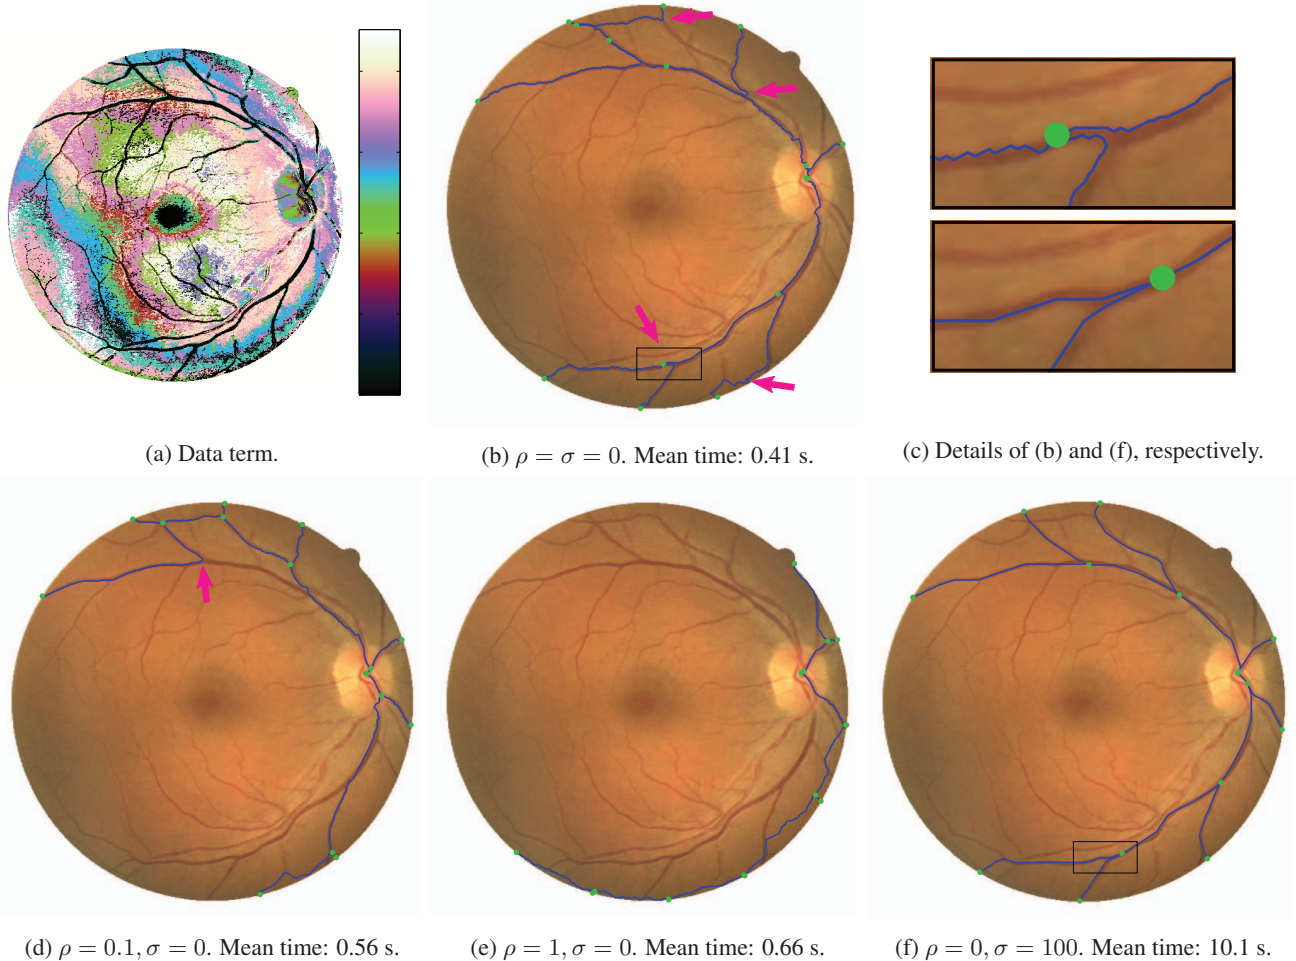 (a) Data term.
(b) ρ = σ = 0. Mean time: 0.41 s.
(c) Details of (b) and (f), respectively.
(d) ρ = 0.1, σ = 0. Mean time: 0.56 s.
(e) ρ = 1, σ = 0. Mean time: 0.66 s.
(f) ρ = 0, σ = 100. Mean time: 10.1 s.